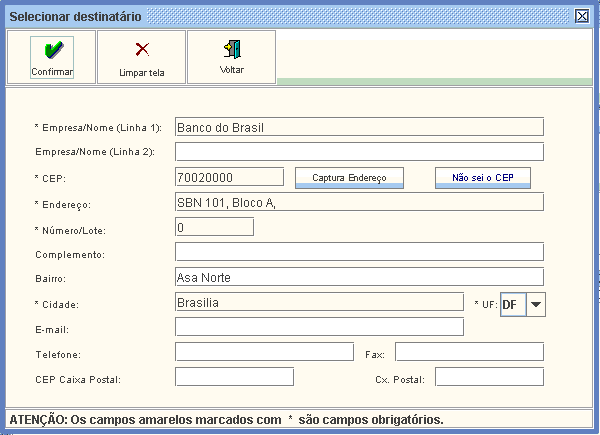 Selecionar destinatário
Confirmar Limpar tela Voltar
* Empresa/Nome (Linha 1): Banco do Brasil
Empresa/Nome (Linha 2):
* CEP: 70020000 Captura Endereço Não sei o CEP
* Endereço: SBN 101, Bloco A,
* Número/Lote: 0
Complemento:
Bairro: Asa Norte
* Cidade: Brasilia * UF: DF
E-mail:
Telefone: Fax:
CEP Caixa Postal: Cx. Postal:
ATENÇÃO: Os campos amarelos marcados com * são campos obrigatórios.